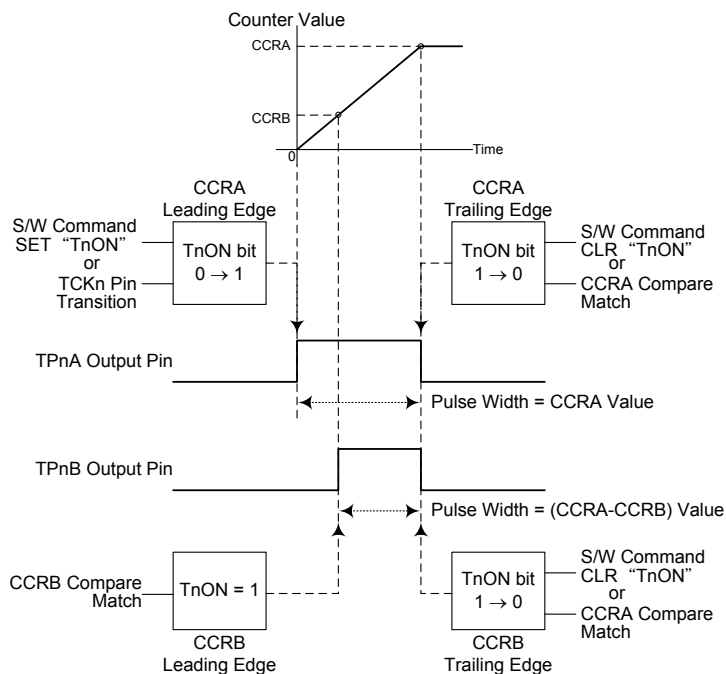 Counter Value
CCRA
CCRB
0
Time
CCRA
Leading Edge
S/W Command
SET “TnON”
or
TCKn Pin
Transition
TnON bit
0 → 1
CCRA
Trailing Edge
TnON bit
1 → 0
S/W Command
CLR “TnON”
or
CCRA Compare
Match
TPnA Output Pin
Pulse Width = CCRA Value
TPnB Output Pin
Pulse Width = (CCRA-CCRB) Value
CCRB Compare
Match
TnON = 1
CCRB
Leading Edge
TnON bit
1 → 0
S/W Command
CLR “TnON”
or
CCRA Compare
Match
CCRB
Trailing Edge